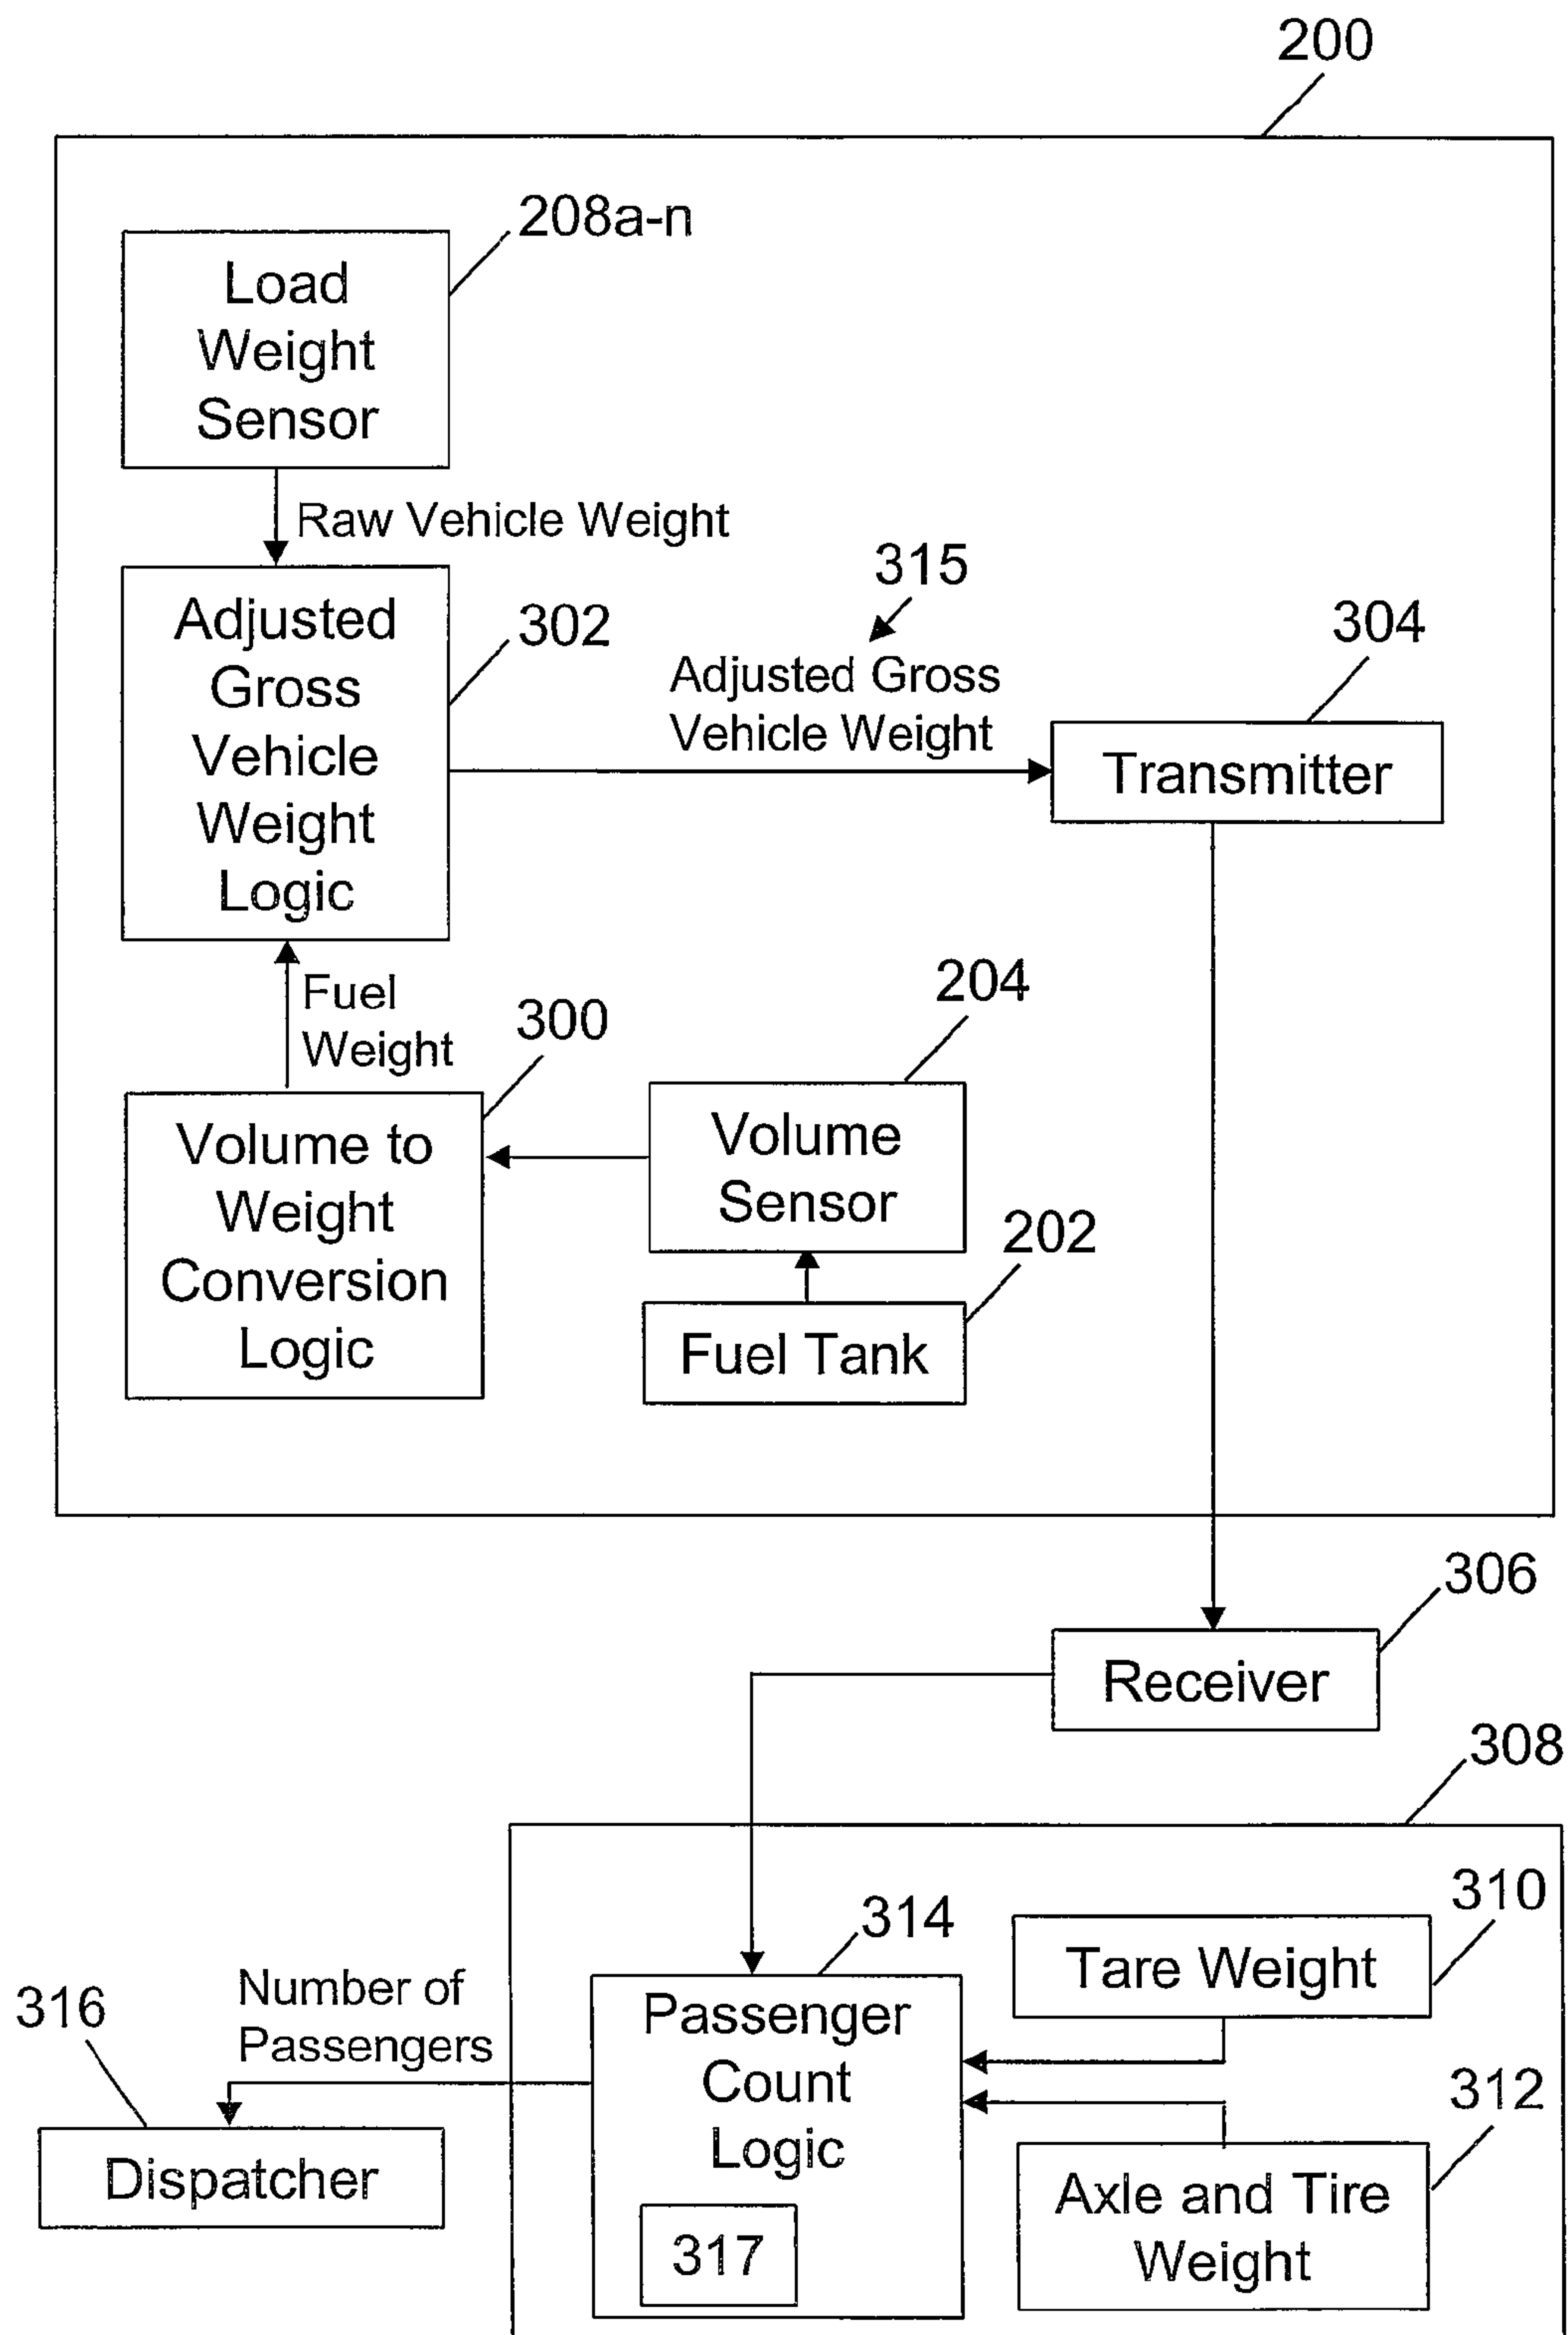 200
208a-n
Load
Weight
Sensor
Raw Vehicle Weight
315
304
Adjusted
Gross
Vehicle
Weight
Logic
302
Adjusted Gross
Vehicle Weight
Transmitter
Fuel
Weight
204
300
Volume to
Weight
Conversion
Logic
Volume
Sensor
202
Fuel Tank
306
Receiver
308
310
314
Tare Weight
Number of
Passengers
316
Passenger
Count
Logic
312
Dispatcher
Axle and Tire
Weight
317